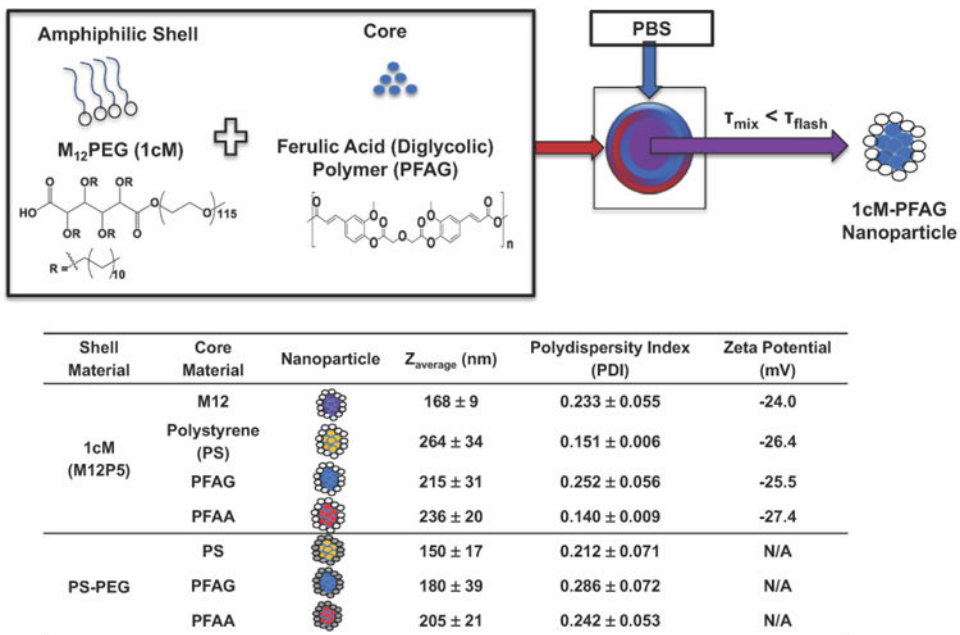 Amphiphilic Shell
Core
M₁₂PEG (1cM)
Ferulic Acid (Diglycolic)
Polymer (PFAG)
HO
O
OR
OR
O
O
115
OR
OR
O
R =
10
O
O
O
O
O
O
O
O
O
O
n
PBS
τmix < τflash
1cM-PFAG
Nanoparticle
Shell Material Core Material Nanoparticle Zaverage (nm) Polydispersity Index (PDI) Zeta Potential (mV)
1cM (M12P5)
M12 168 ± 9 0.233 ± 0.055 -24.0
Polystyrene (PS) 264 ± 34 0.151 ± 0.006 -26.4
PFAG 215 ± 31 0.252 ± 0.056 -25.5
PFAA 236 ± 20 0.140 ± 0.009 -27.4
PS-PEG
PS 150 ± 17 0.212 ± 0.071 N/A
PFAG 180 ± 39 0.286 ± 0.072 N/A
PFAA 205 ± 21 0.242 ± 0.053 N/A